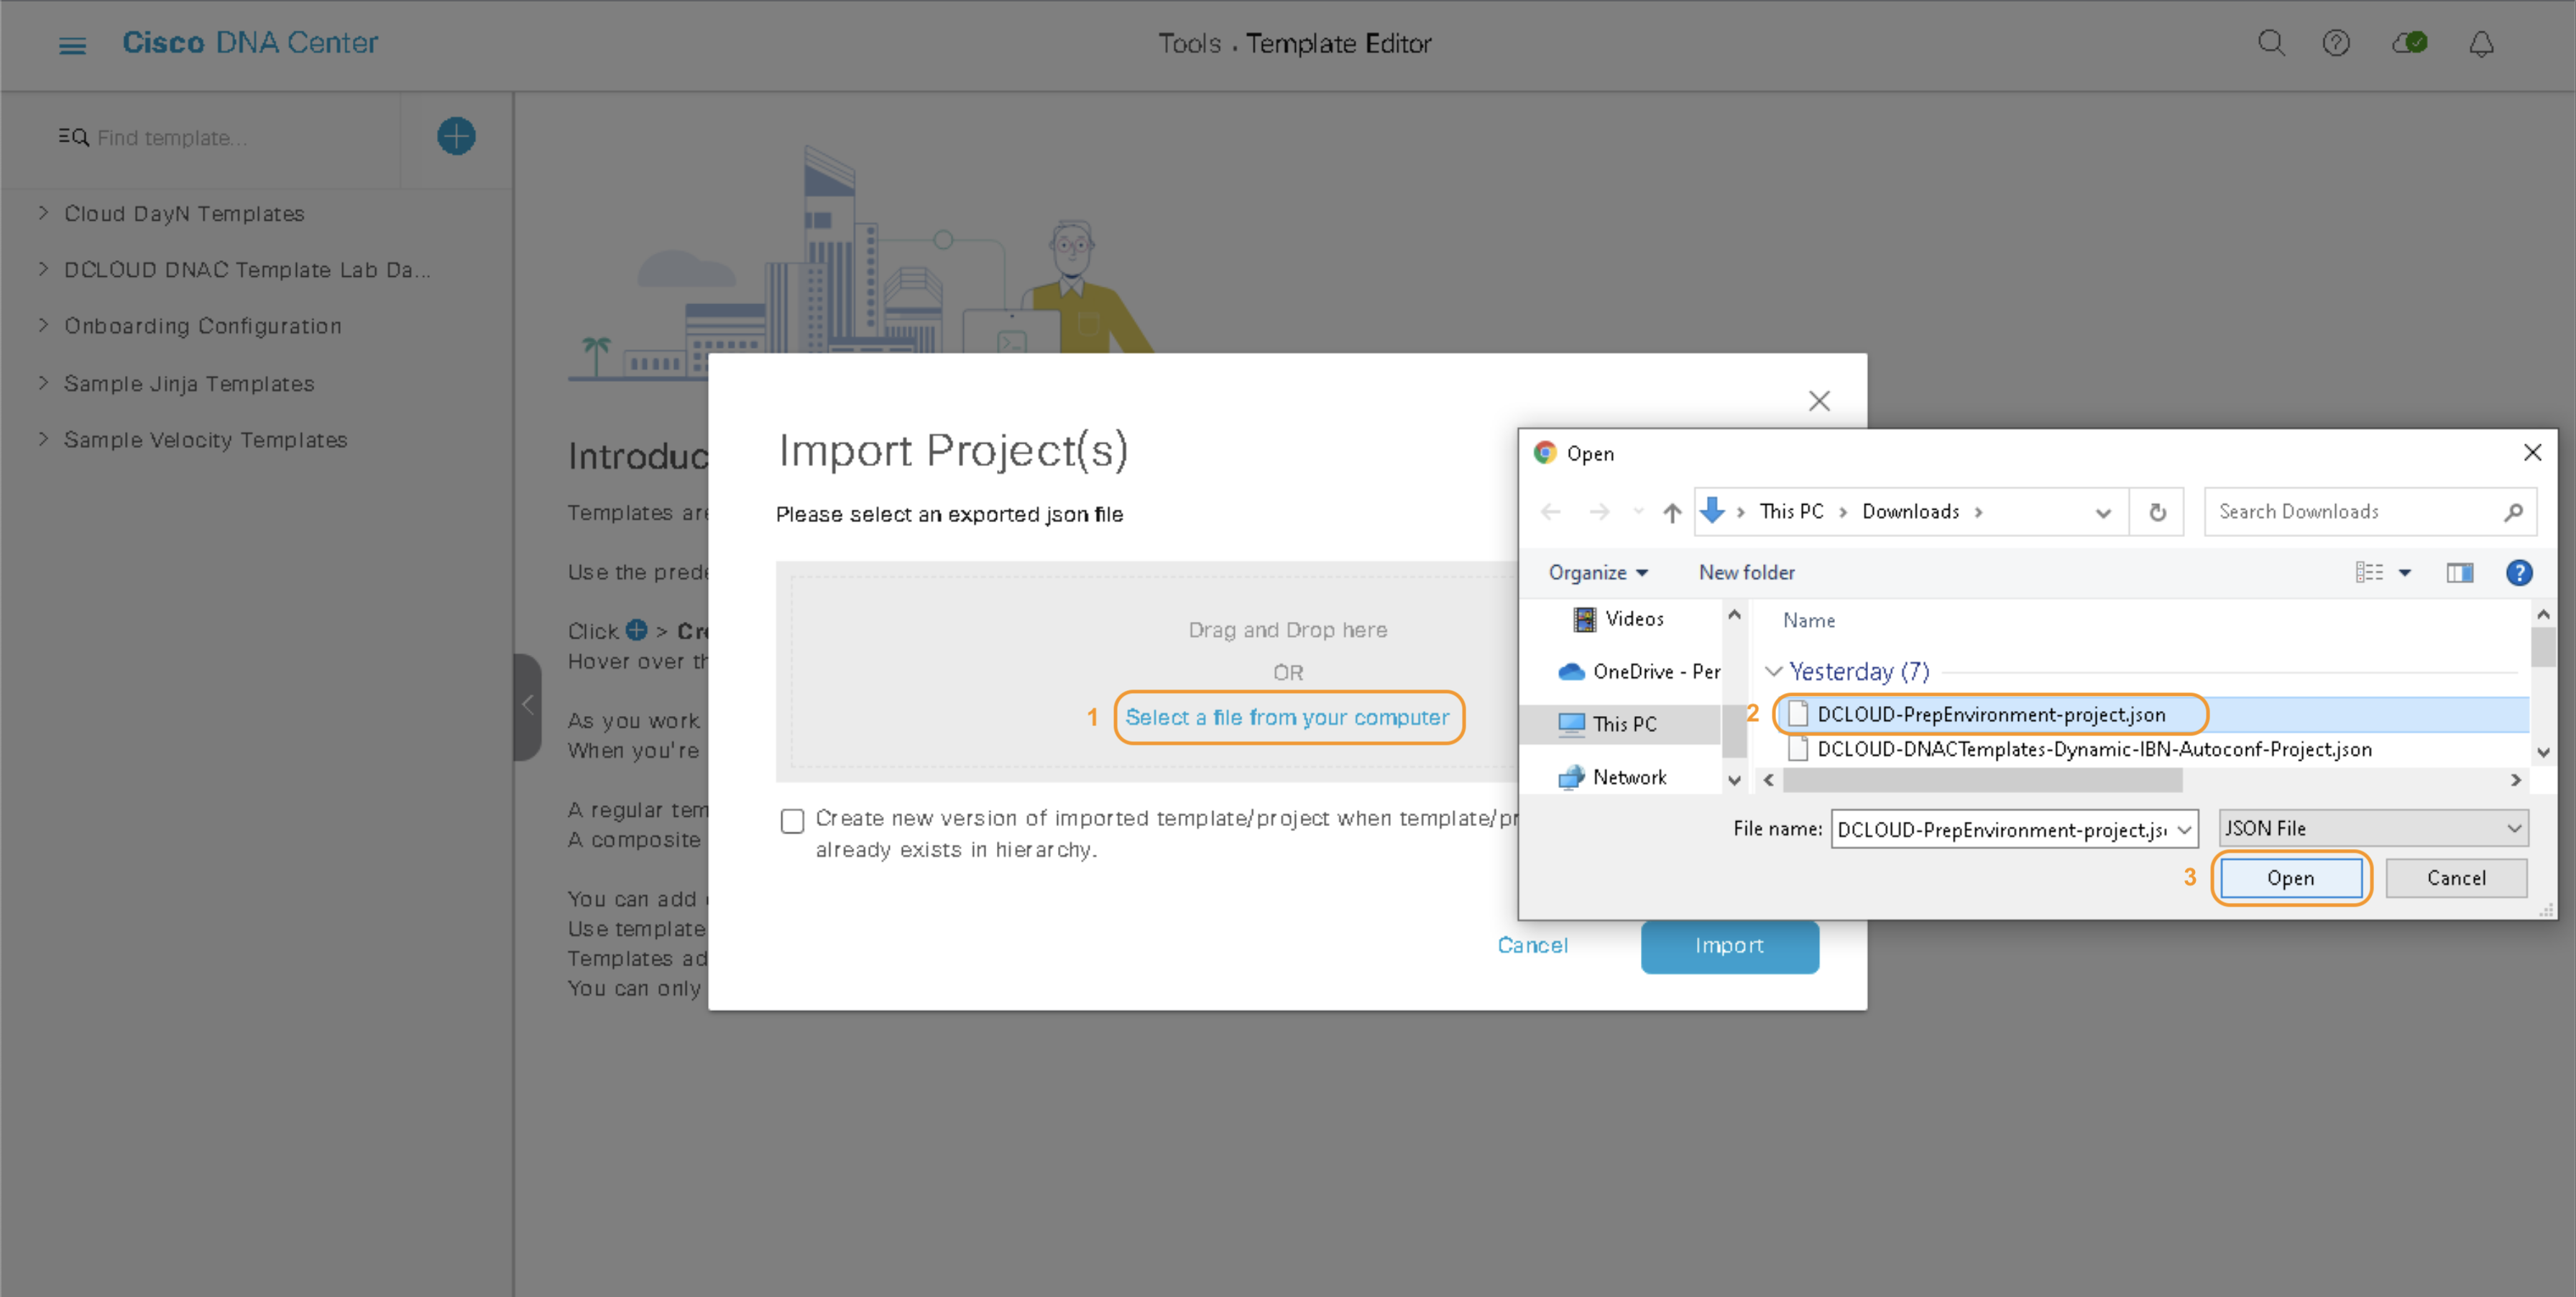 Cisco DNA Center
Tools . Template Editor
Find template...
Cloud DayN Templates
DCLOUD DNAC Template Lab Da...
Onboarding Configuration
Sample Jinja Templates
Sample Velocity Templates
Introduc
Templates are
Use the prede
Click > Cre
Hover over th
As you work
When you're
A regular tem
A composite
You can add
Use template
Templates ad
You can only
Import Project(s)
Please select an exported json file
Drag and Drop here
OR
1 Select a file from your computer
Create new version of imported template/project when template/pr
already exists in hierarchy.
Cancel
Import
Open
This PC > Downloads >
Search Downloads
Organize
New folder
Videos
OneDrive - Per
This PC
Network
Name
Yesterday (7)
2 DCLOUD-PrepEnvironment-project.json
DCLOUD-DNACTemplates-Dynamic-IBN-Autoconf-Project.json
File name: DCLOUD-PrepEnvironment-project.js
JSON File
3 Open
Cancel